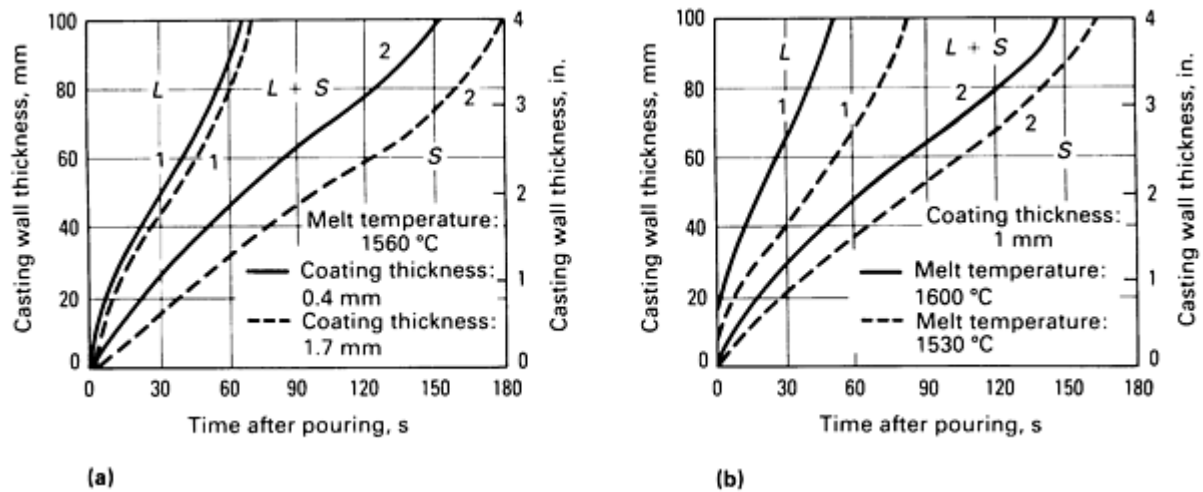 100
80
60
40
20
0
Casting wall thickness, mm
L
1
1
L + S
2
2
S
Melt temperature:
1560 °C
Coating thickness:
0.4 mm
Coating thickness:
1.7 mm
4
3
2
1
0
Casting wall thickness, in.
0 30 60 90 120 150 180
Time after pouring, s
(a)
100
80
60
40
20
0
Casting wall thickness, mm
L
1
1
L + S
2
2
S
Coating thickness:
1 mm
Melt temperature:
1600 °C
Melt temperature:
1530 °C
4
3
2
1
0
Casting wall thickness, in.
0 30 60 90 120 150 180
Time after pouring, s
(b)